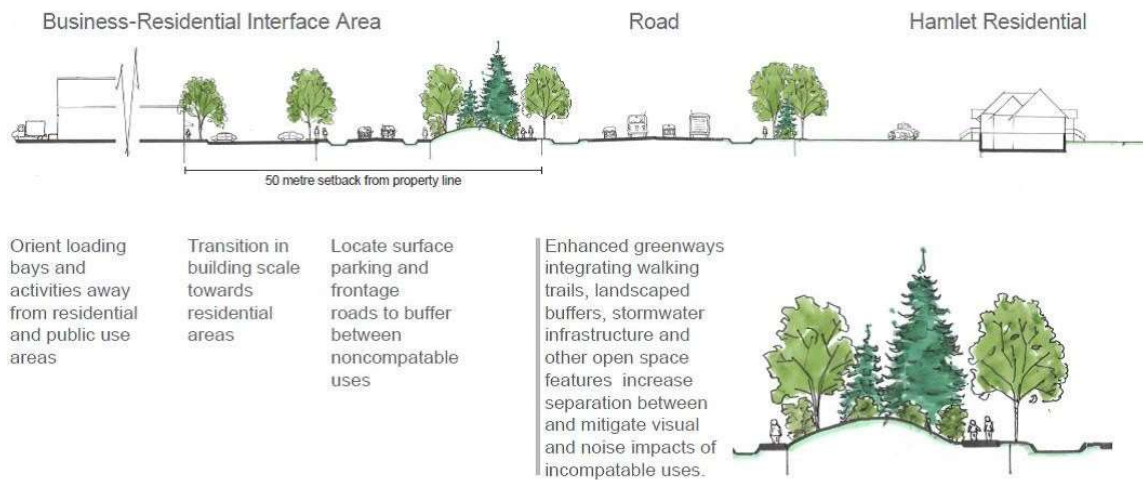 Business-Residential Interface Area
Road
Hamlet Residential
50 metre setback from property line
Orient loading
bays and
activities away
from residential
and public use
areas
Transition in
building scale
towards
residential
areas
Locate surface
parking and
frontage
roads to buffer
between
noncompatable
uses
Enhanced greenways
integrating walking
trails, landscaped
buffers, stormwater
infrastructure and
other open space
features increase
separation between
and mitigate visual
and noise impacts of
incompatable uses.